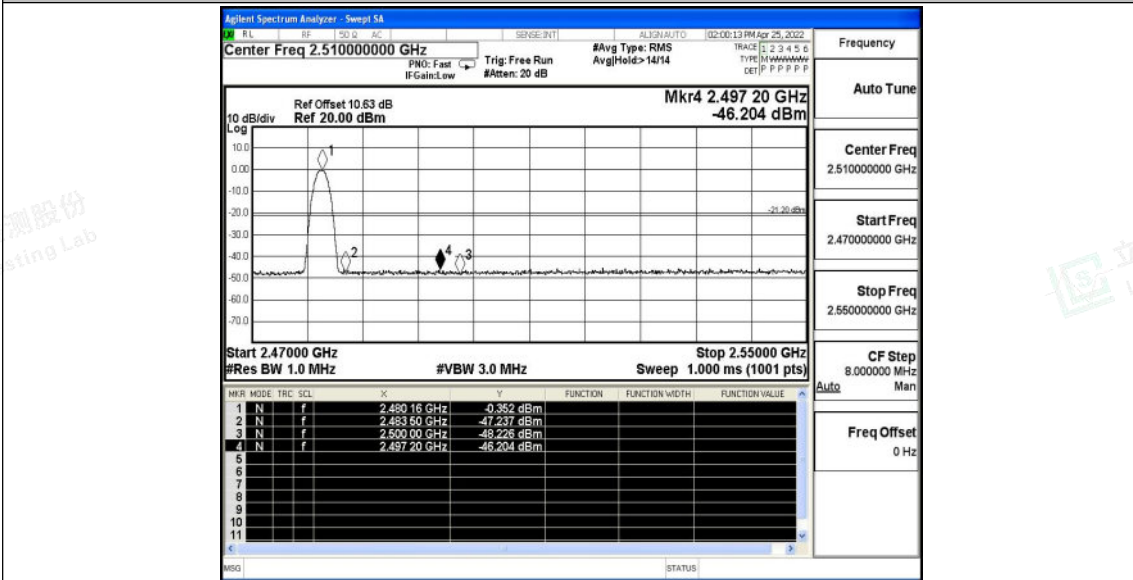 Agilent Spectrum Analyzer - Swept SA
RL RF 50 Ω AC SENSE:INT ALIGNAUTO 02:00:13 PM Apr 25, 2022
Center Freq 2.510000000 GHz
PNO: Fast
IFGain:Low
Trig: Free Run
#Atten: 20 dB
#Avg Type: RMS
Avg|Hold:>14/14
TRACE 1 2 3 4 5 6
TYPE M W W W W W
DET P P P P P P
Ref Offset 10.63 dB
10 dB/div Ref 20.00 dBm
Log
Mkr4 2.497 20 GHz
-46.204 dBm
10.0
0.00
-10.0
-20.0
-30.0
-40.0
-50.0
-60.0
-70.0
1
2
4
3
-21.20 dBm
Start 2.47000 GHz Stop 2.55000 GHz
#Res BW 1.0 MHz #VBW 3.0 MHz Sweep 1.000 ms (1001 pts)
MKR MODE TRC SCL X Y FUNCTION FUNCTION WIDTH FUNCTION VALUE
1 N f 2.480 16 GHz -0.352 dBm
2 N f 2.483 50 GHz -47.237 dBm
3 N f 2.500 00 GHz -48.226 dBm
4 N f 2.497 20 GHz -46.204 dBm
5
6
7
8
9
10
11
MSG STATUS
Frequency
Auto Tune
Center Freq
2.510000000 GHz
Start Freq
2.470000000 GHz
Stop Freq
2.550000000 GHz
CF Step
8.000000 MHz
Auto Man
Freq Offset
0 Hz
测股份
sting Lab
立